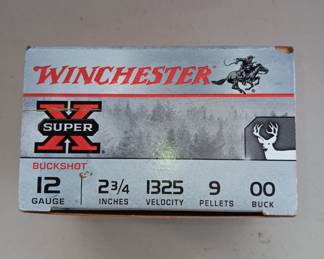 WINCHESTER
SUPER X
BUCKSHOT
12 2 3/4 1325 9 00
GAUGE INCHES VELOCITY PELLETS BUCK